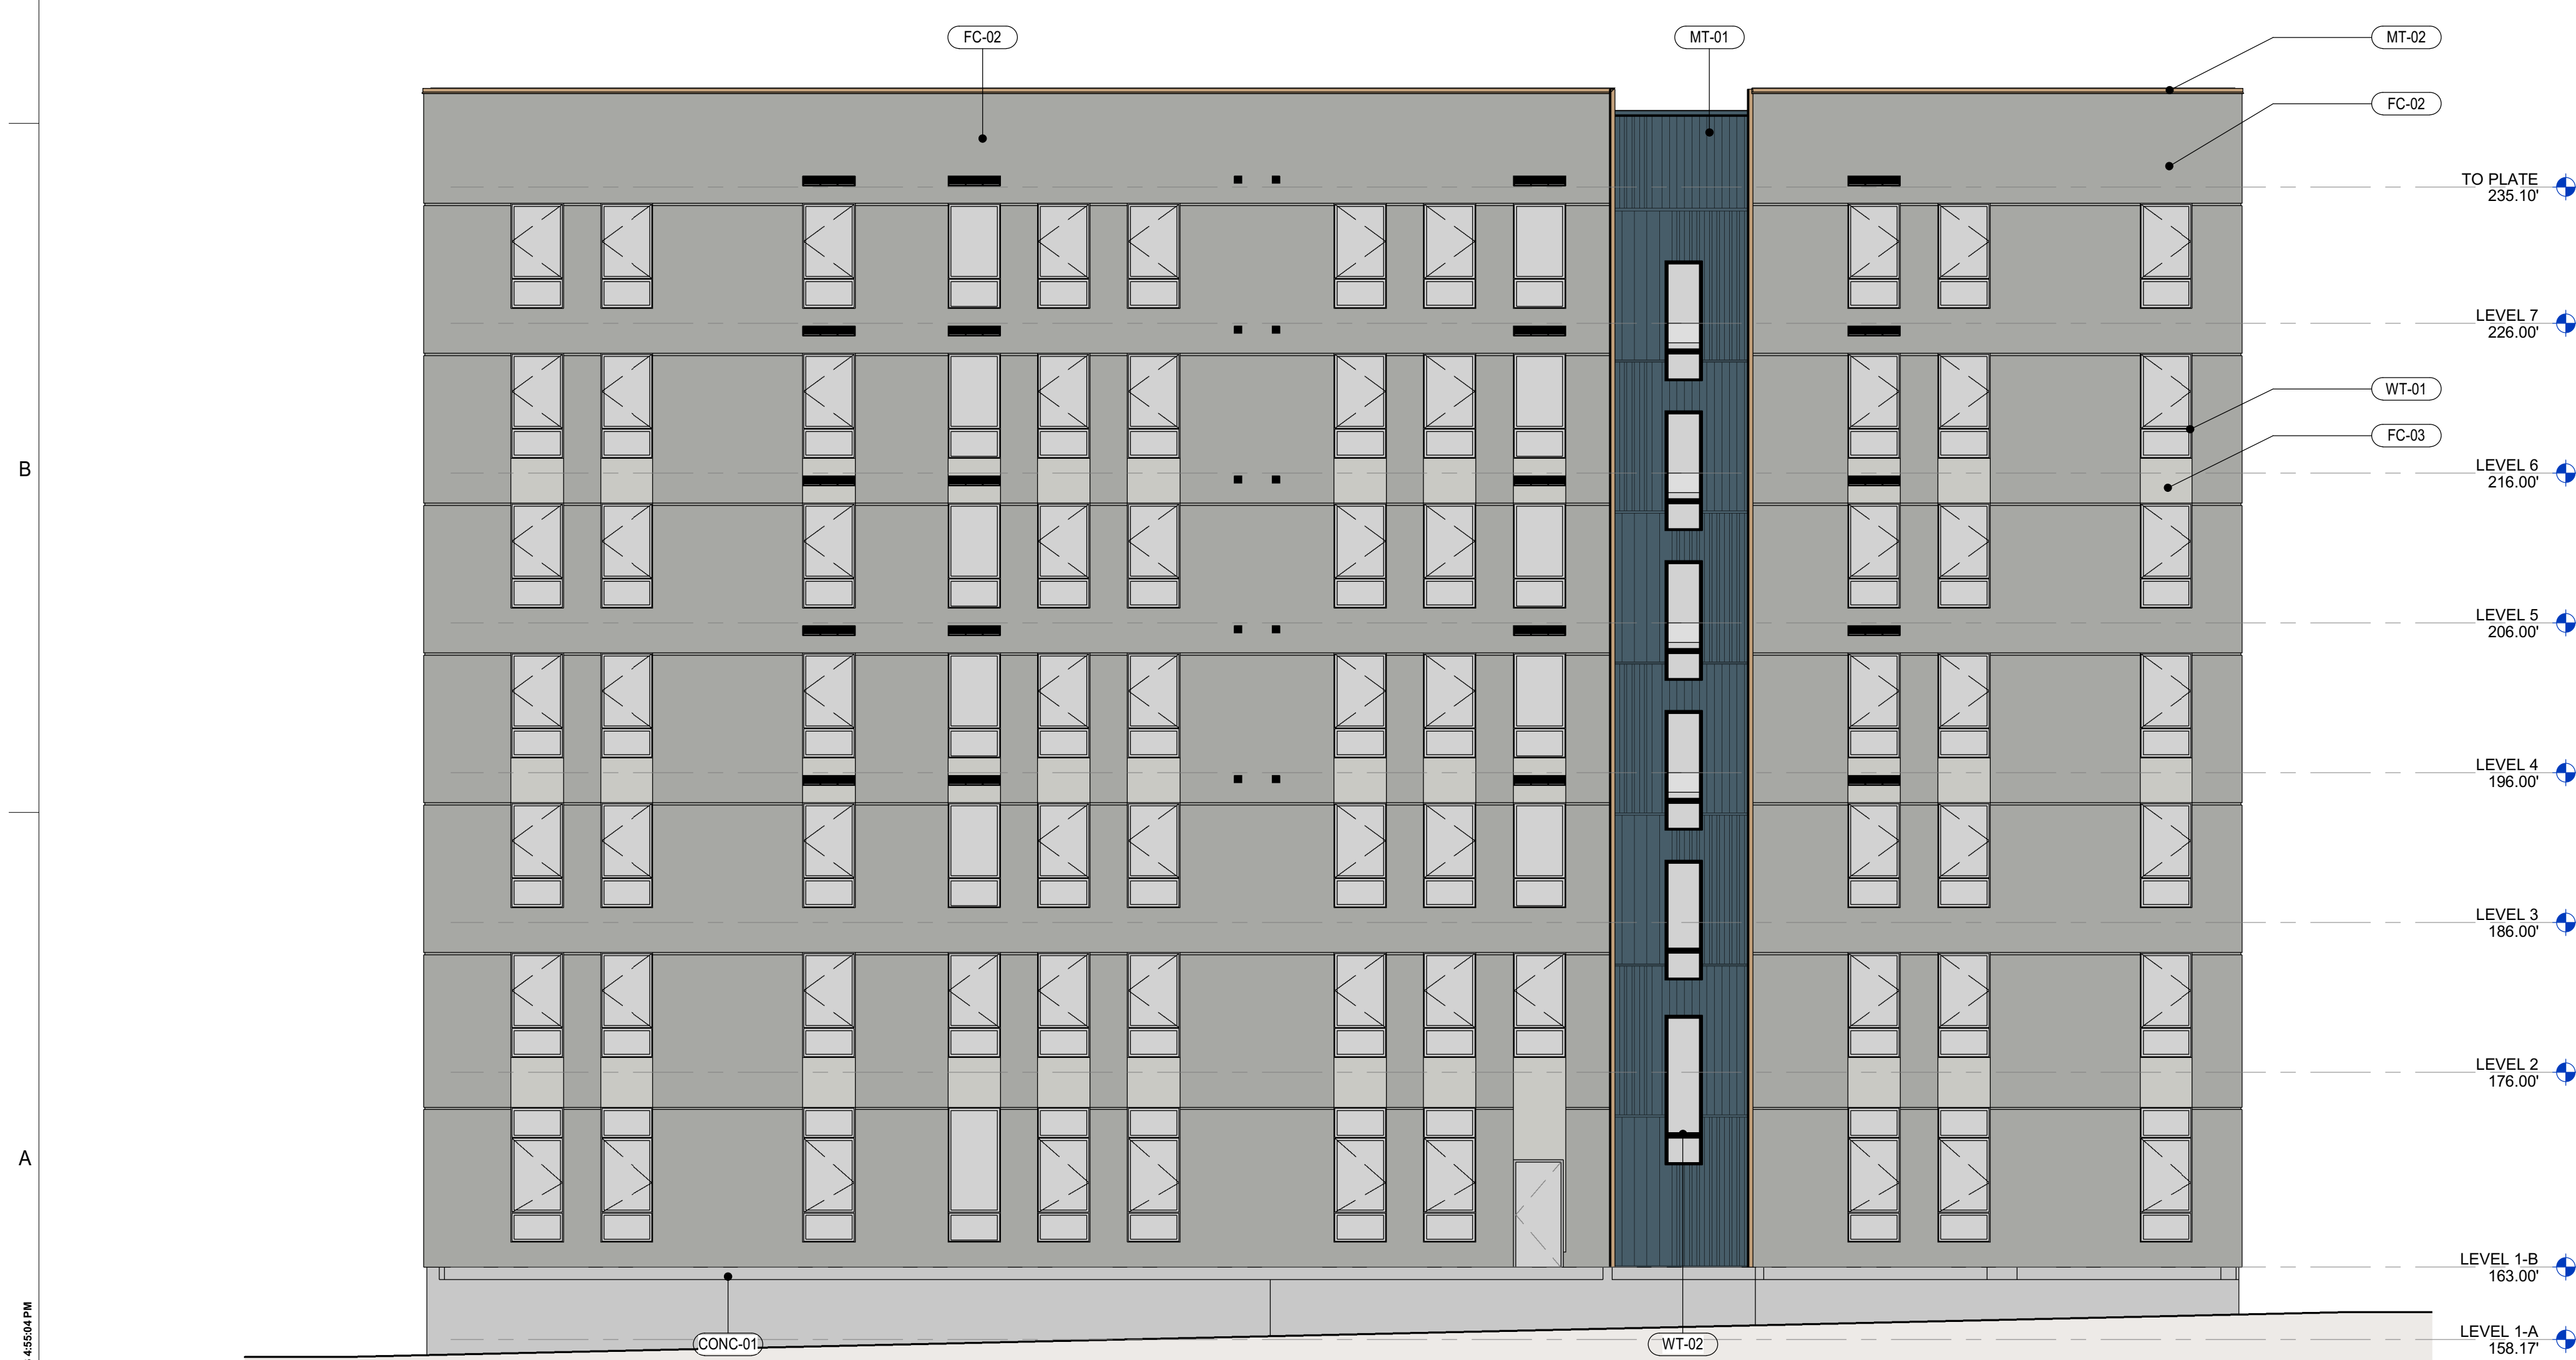 FC-02
MT-01
MT-02
FC-02
TO PLATE
235.10'
LEVEL 7
226.00'
WT-01
FC-03
B
LEVEL 6
216.00'
LEVEL 5
206.00'
LEVEL 4
196.00'
LEVEL 3
186.00'
LEVEL 2
176.00'
A
LEVEL 1-B
163.00'
4:55:04 PM
CONC-01
WT-02
LEVEL 1-A
158.17'